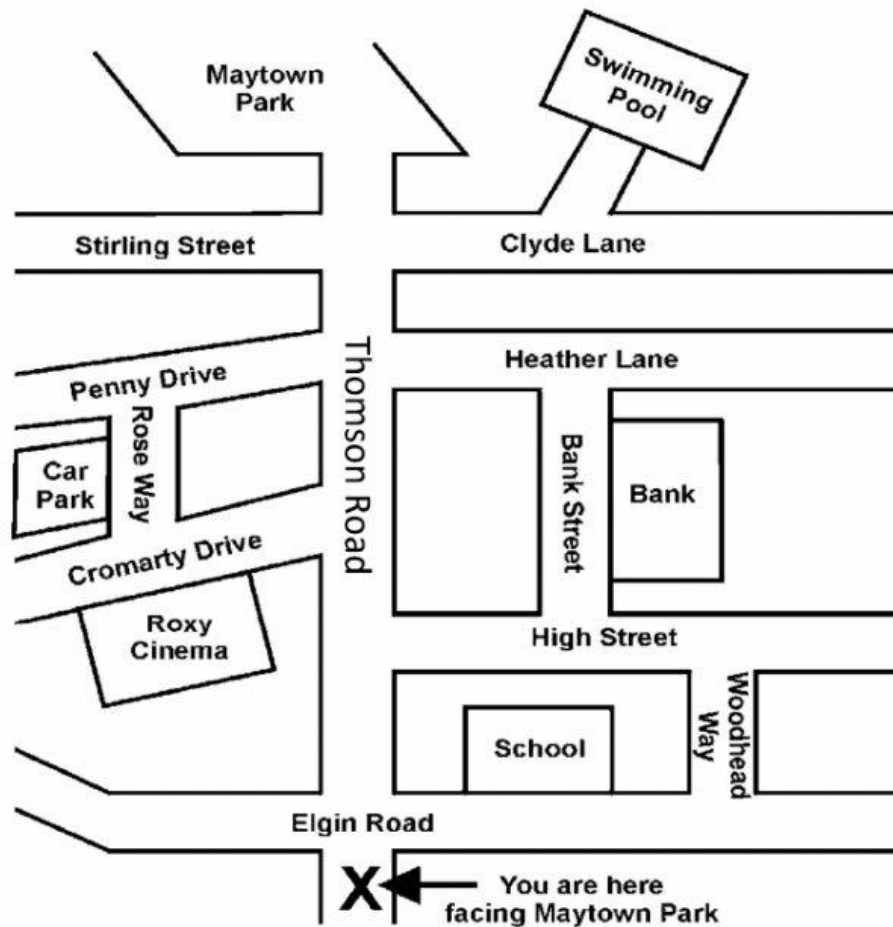 Maytown
Park
Swimming
Pool
Stirling Street
Clyde Lane
Penny Drive
Heather Lane
Thomson Road
Rose Way
Car
Park
Bank Street
Bank
Cromarty Drive
Roxy
Cinema
High Street
School
Woodhead
Way
Elgin Road
X
You are here
facing Maytown Park